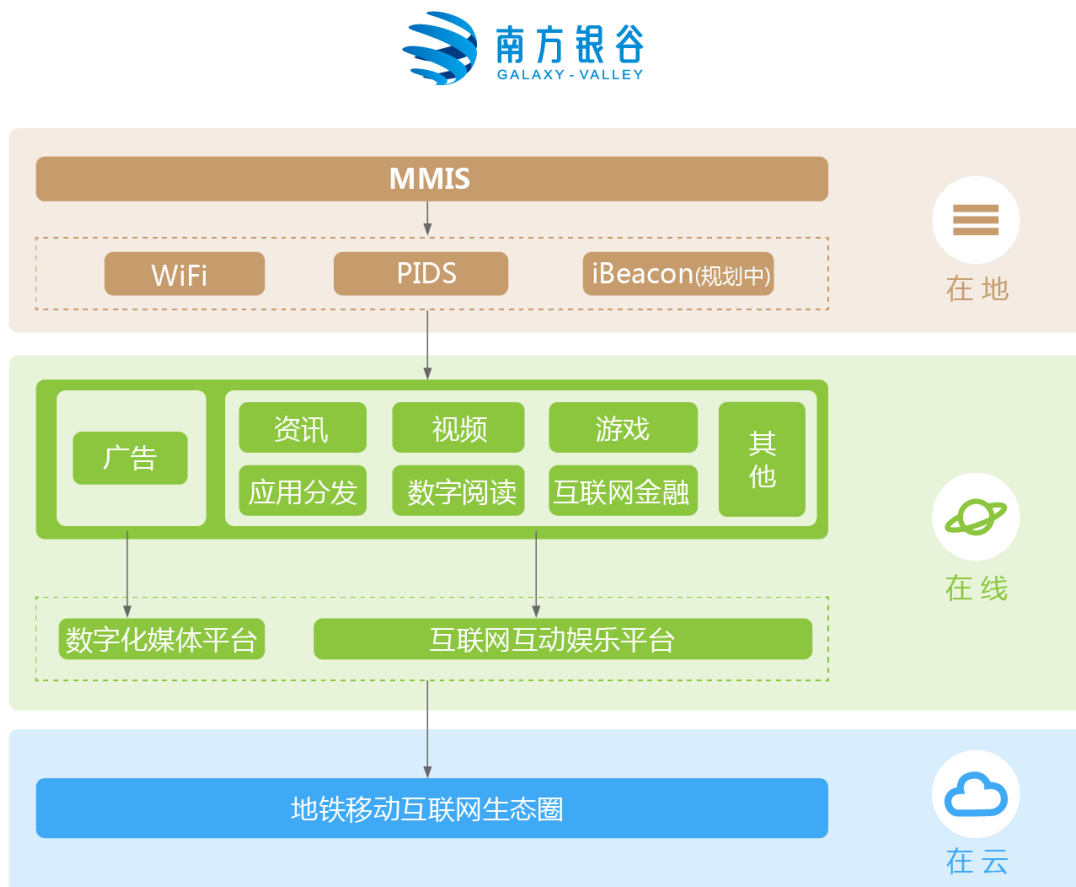 南方银谷
GALAXY-VALLEY
MMIS
WiFi
PIDS
iBeacon(规划中)
在地
广告
资讯
视频
游戏
其他
应用分发
数字阅读
互联网金融
在线
数字化媒体平台
互联网互动娱乐平台
地铁移动互联网生态圈
在云